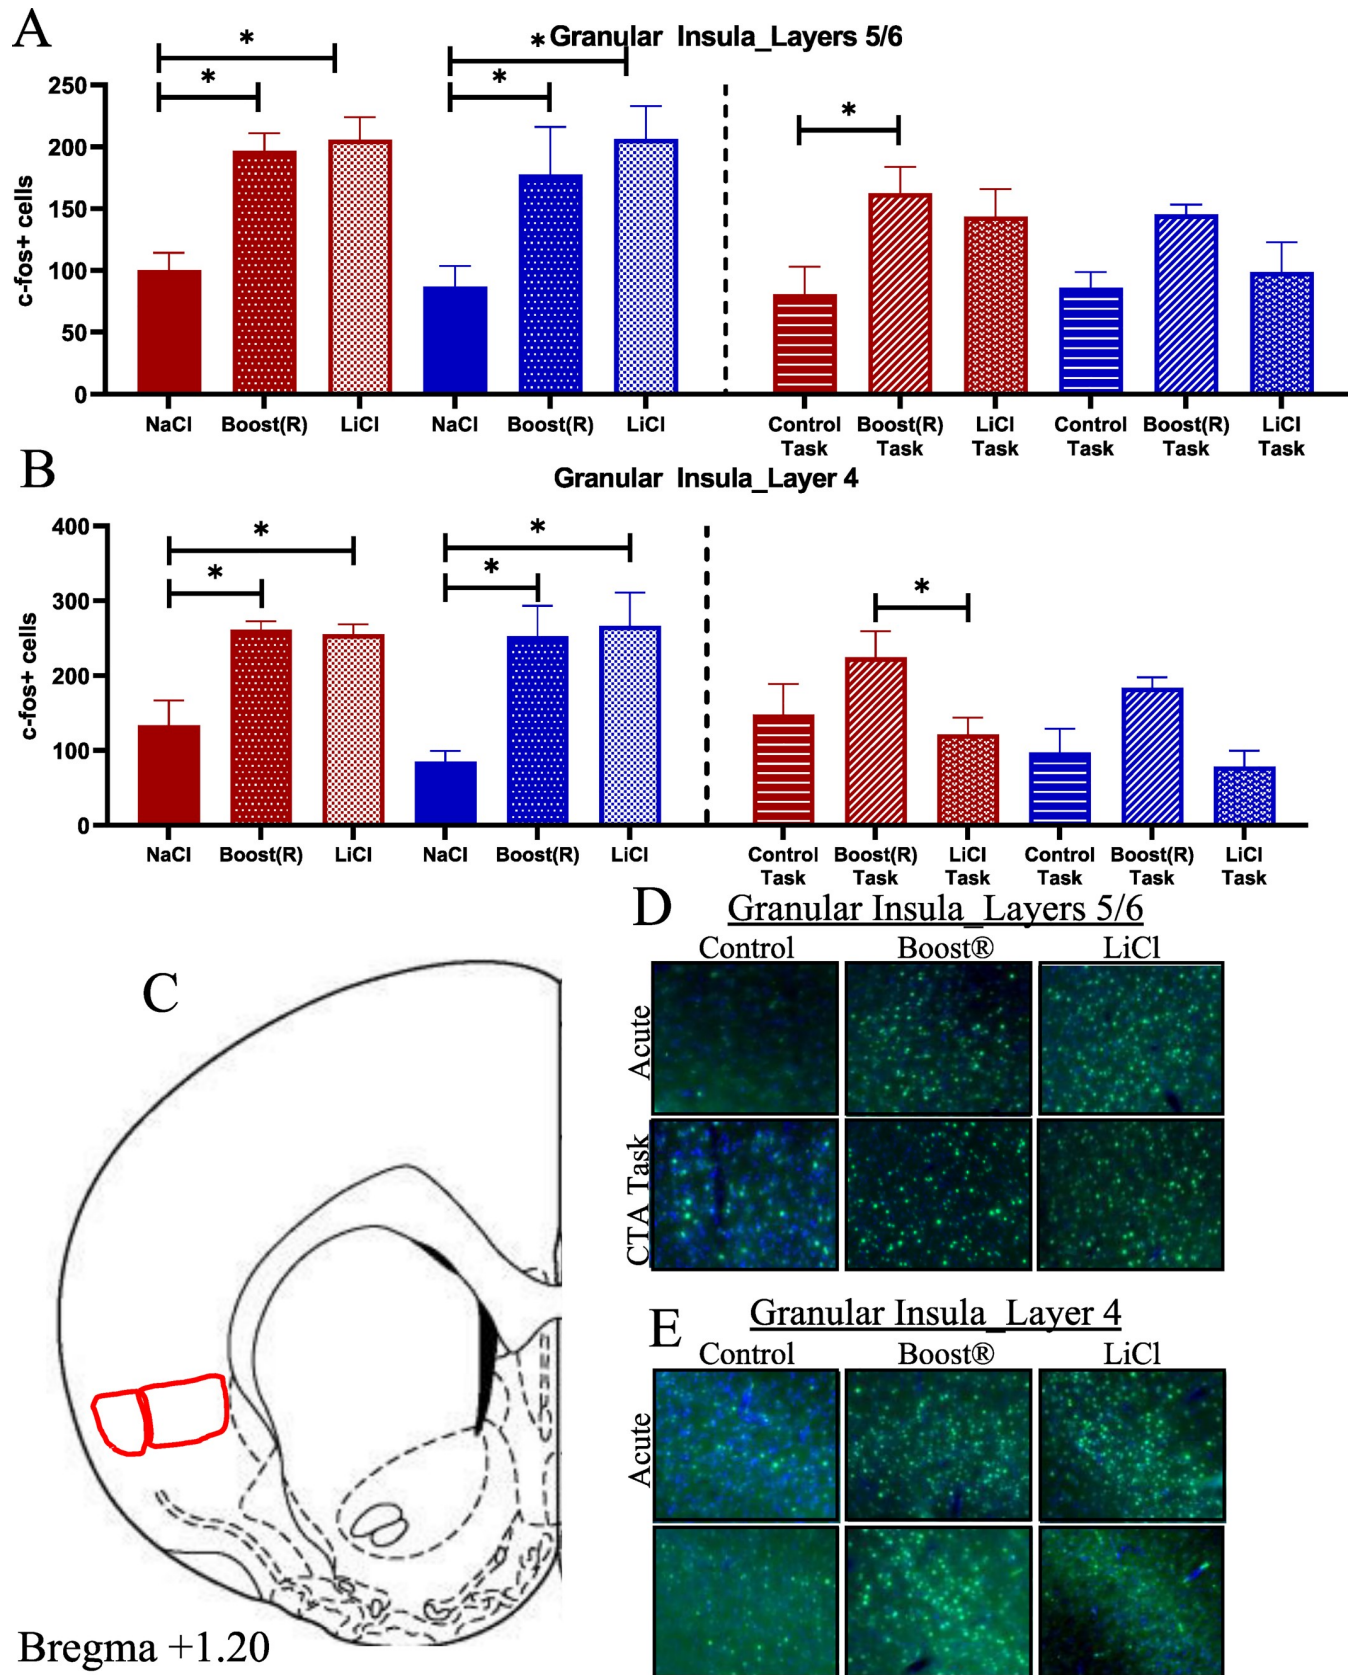 A
Granular Insula_Layers 5/6
* * * * *
250
200
150
100
50
0
c-fos+ cells
NaCl Boost(R) LiCl NaCl Boost(R) LiCl Control Task Boost(R) Task LiCl Task Control Task Boost(R) Task LiCl Task
B
Granular Insula_Layer 4
* * * * *
400
300
200
100
0
c-fos+ cells
NaCl Boost(R) LiCl NaCl Boost(R) LiCl Control Task Boost(R) Task LiCl Task Control Task Boost(R) Task LiCl Task
C
Bregma +1.20
D
Granular Insula_Layers 5/6
Control Boost® LiCl
Acute
CTA Task
E
Granular Insula_Layer 4
Control Boost® LiCl
Acute